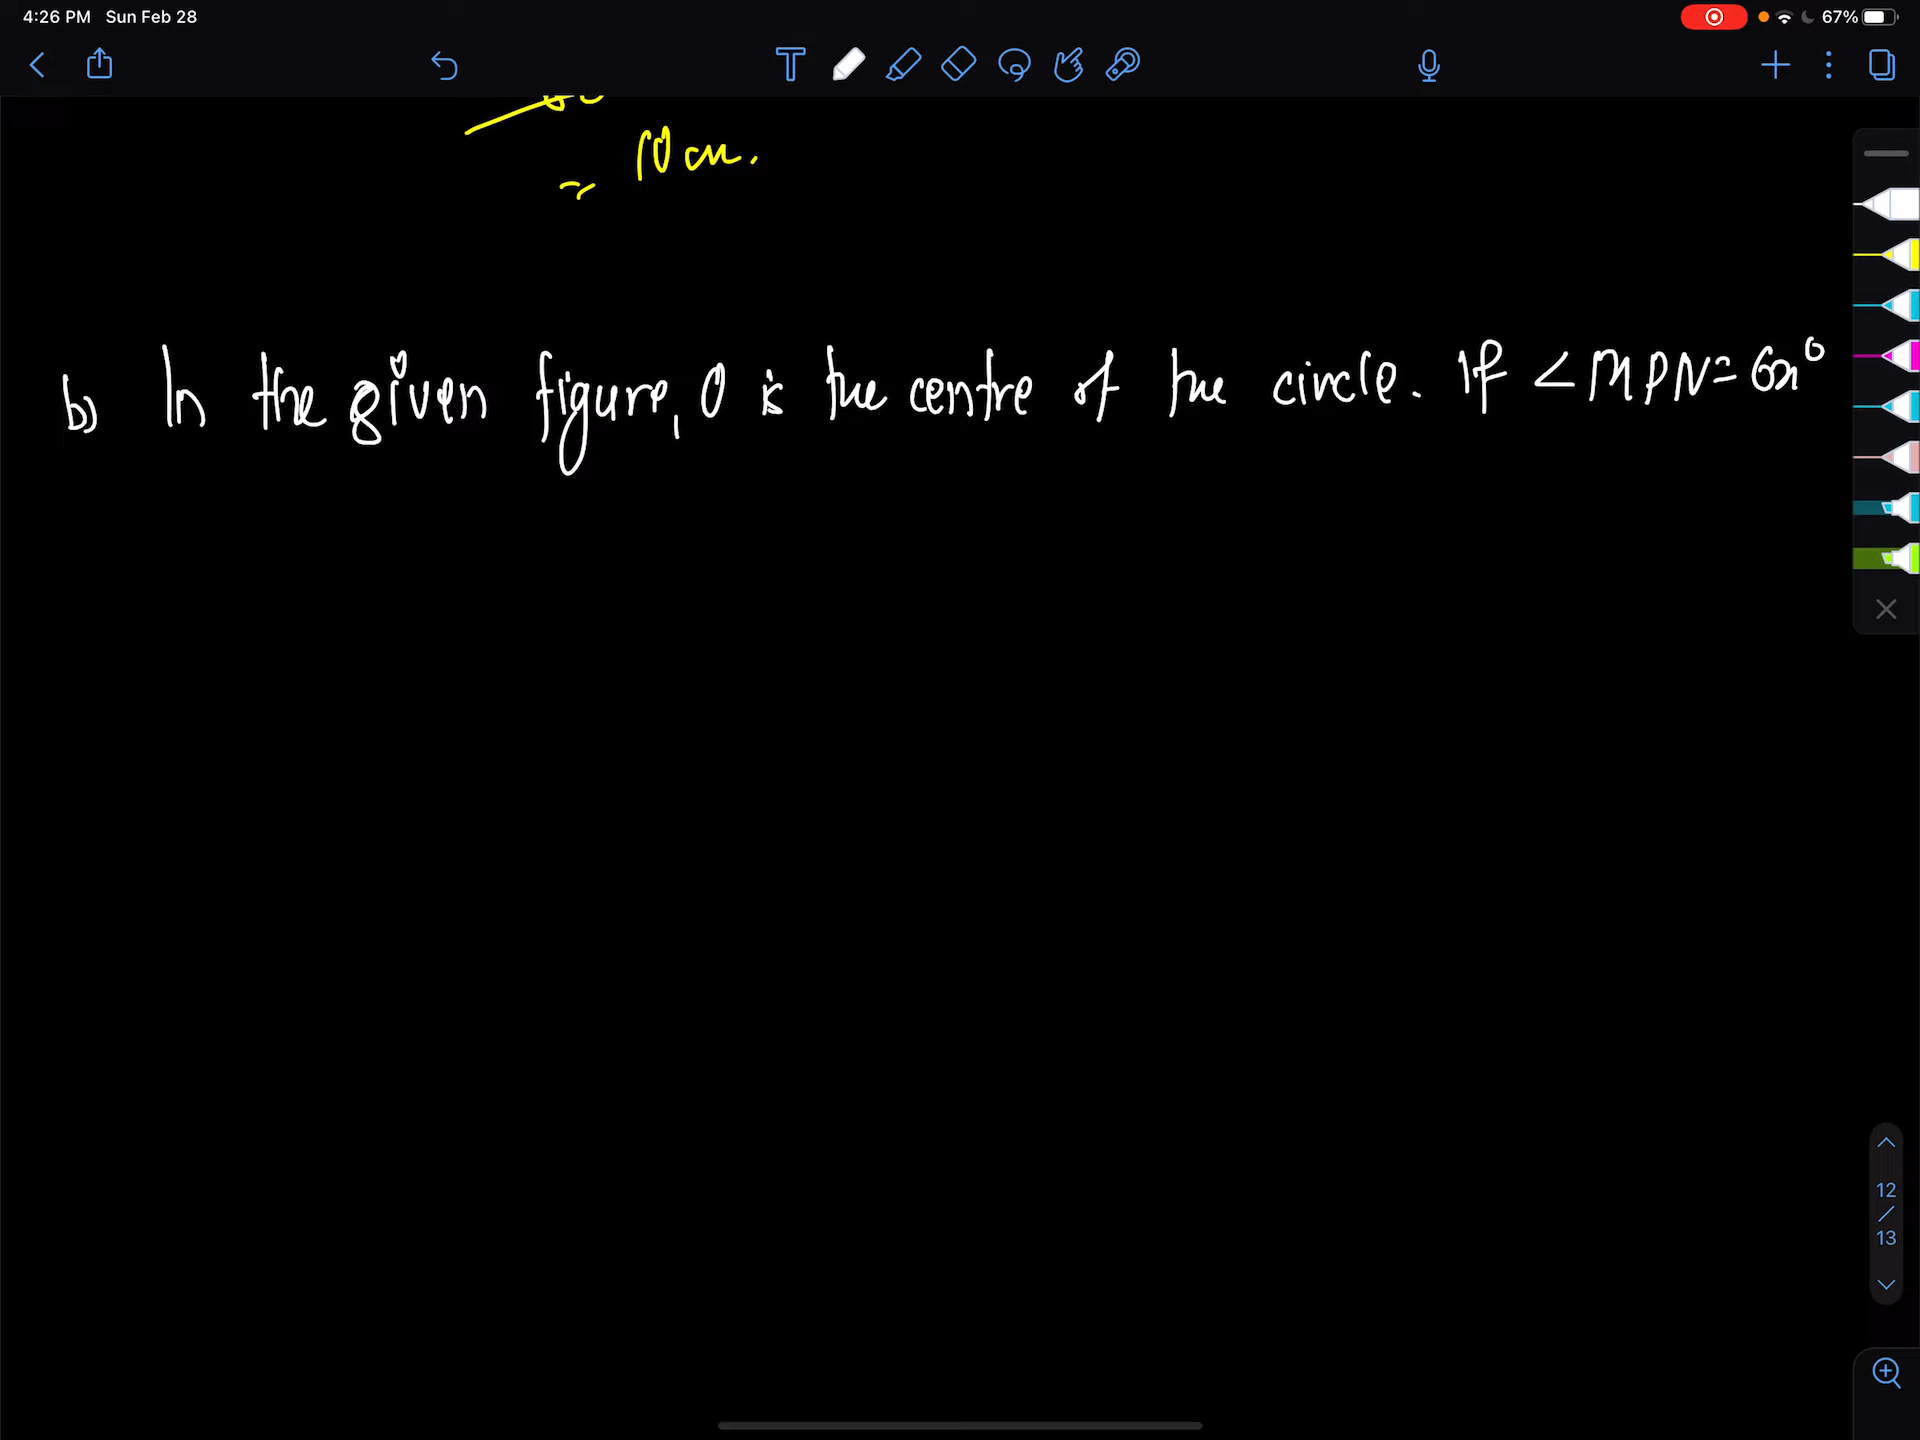 4:26 PM Sun Feb 28
67%
10 cm.
b) In the given figure, O is the centre of the circle. If ∠MPN = 6x°
12
/
13